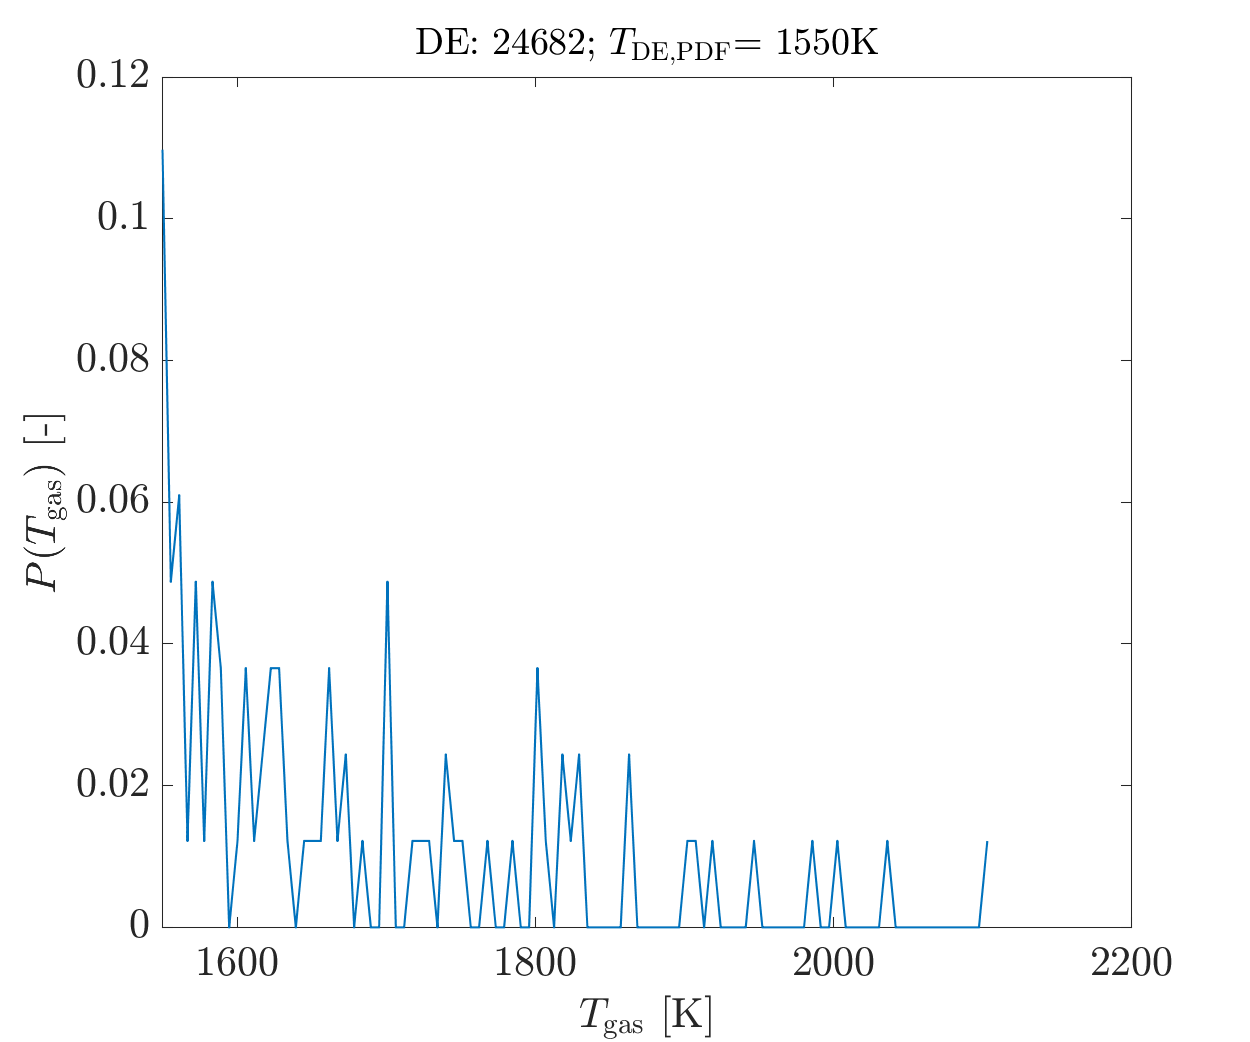 DE: 24682; T_DE,PDF= 1550K
0.12
0.1
0.08
0.06
0.04
0.02
0
P(T_gas) [-]
1600 1800 2000 2200
T_gas [K]